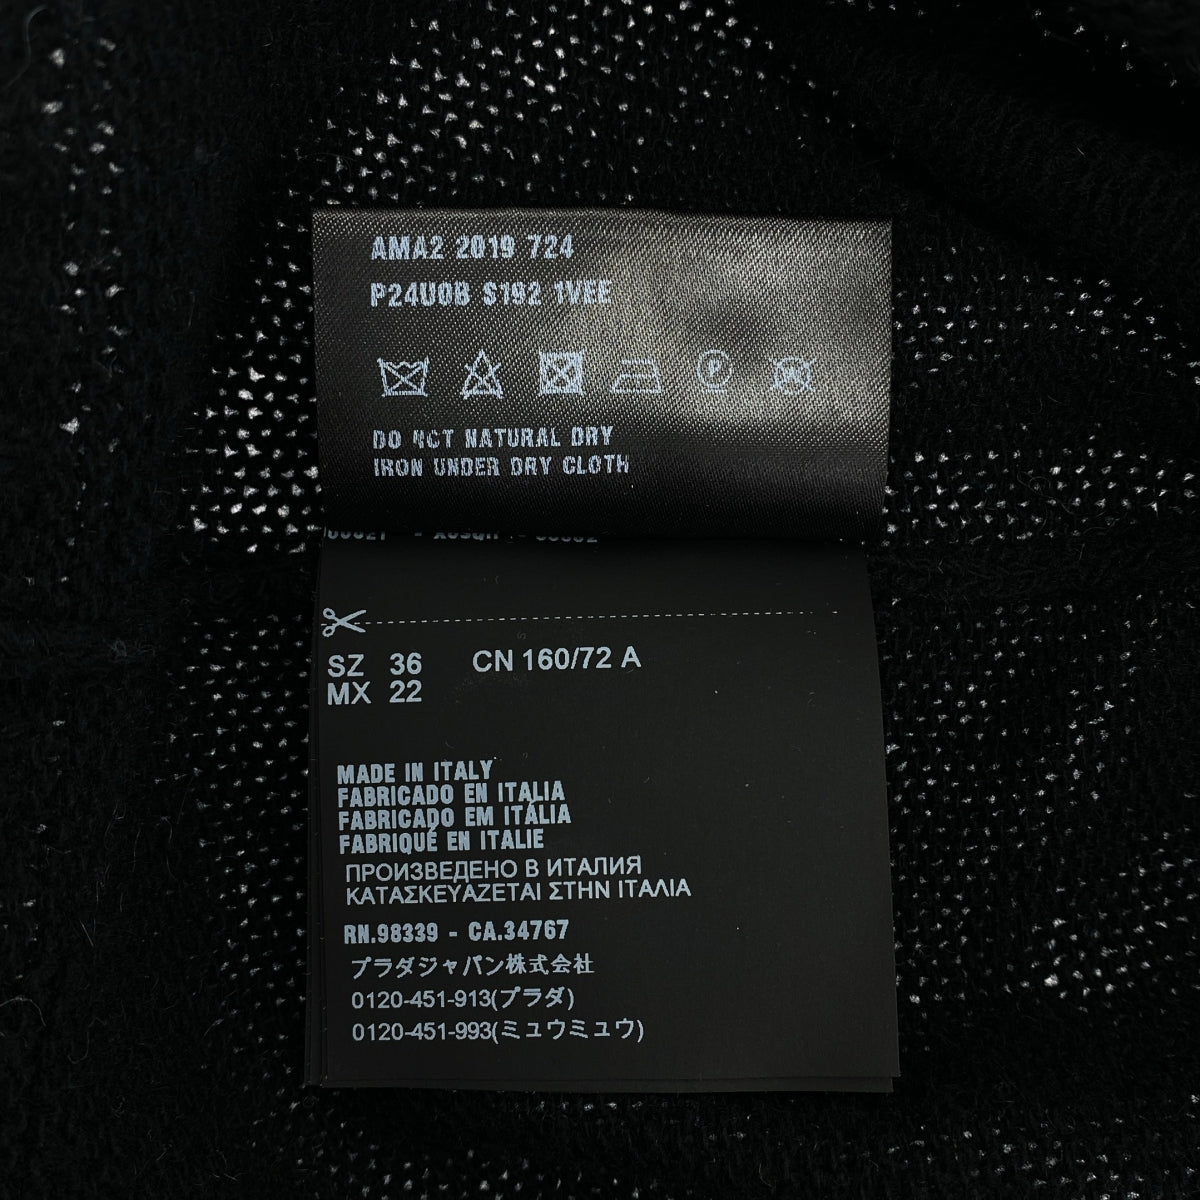 AMA2 2019 724
P24U0B S192 1VEE
P
DO NOT NATURAL DRY
IRON UNDER DRY CLOTH
SZ 36 CN 160/72 A
MX 22
MADE IN ITALY
FABRICADO EN ITALIA
FABRICADO EM ITÁLIA
FABRIQUÉ EN ITALIE
ПРОИЗВЕДЕНО В ИТАЛИЯ
ΚΑΤΑΣΚΕΥΑΖΕΤΑΙ ΣΤΗΝ ΙΤΑΛΙΑ
RN.98339 - CA.34767
プラダジャパン株式会社
0120-451-913(プラダ)
0120-451-993(ミュウミュウ)